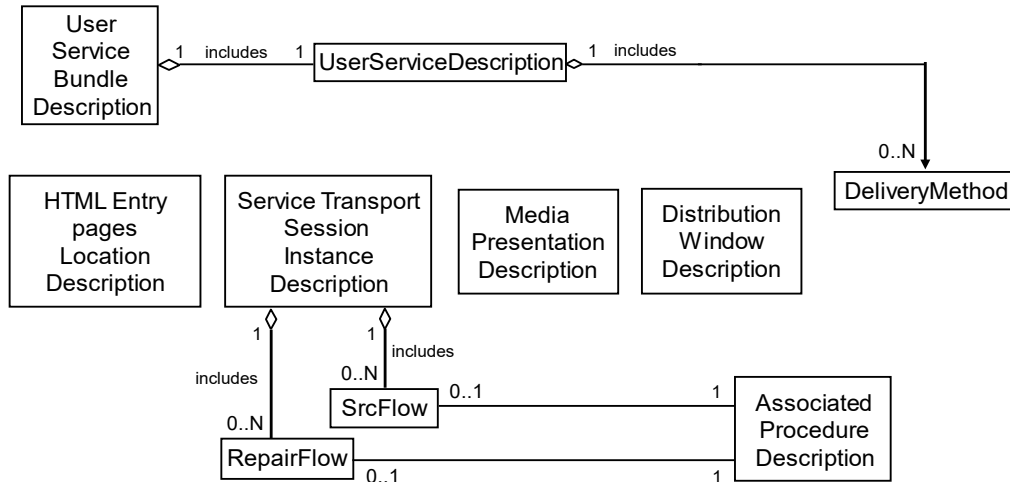 User
Service
Bundle
Description
1 includes 1
UserServiceDescription
1 includes
0..N
DeliveryMethod
HTML Entry
pages
Location
Description
Service Transport
Session
Instance
Description
Media
Presentation
Description
Distribution
Window
Description
1
includes
0..N
1
includes
0..N
SrcFlow
0..1
1
RepairFlow
0..1
1
Associated
Procedure
Description